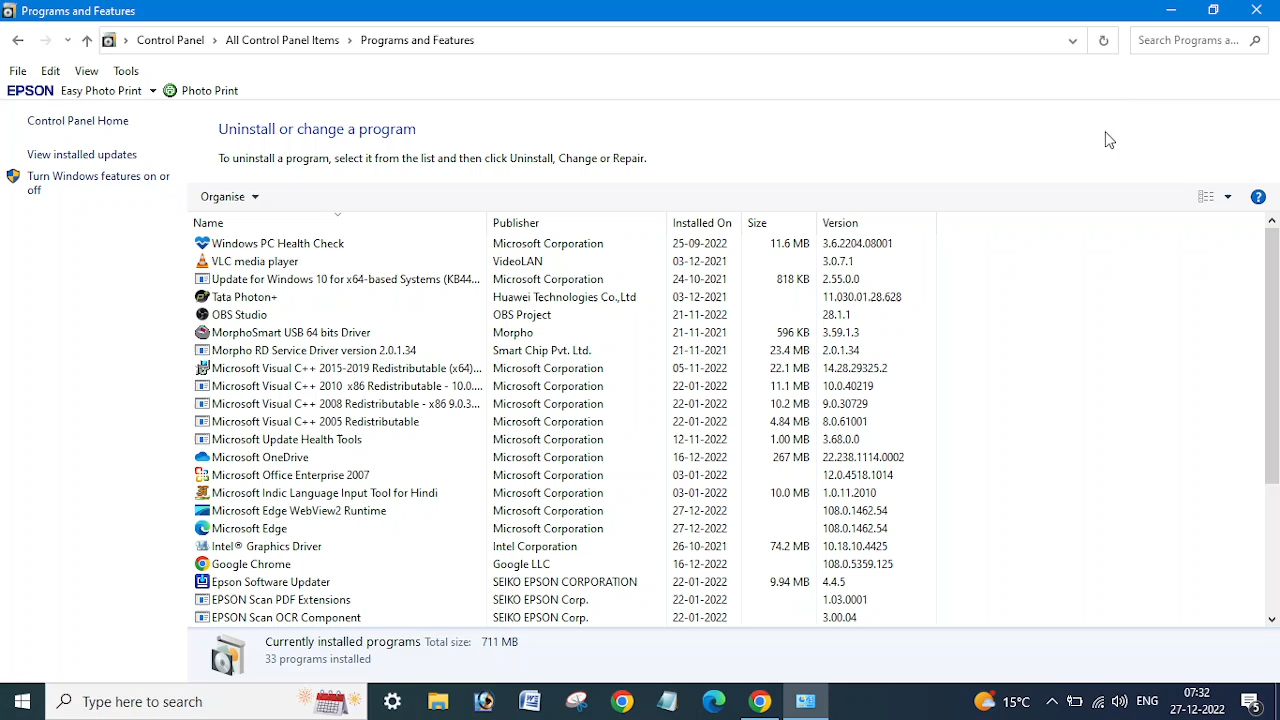 Programs and Features
Control Panel > All Control Panel Items > Programs and Features
Search Programs a...
File Edit View Tools
EPSON Easy Photo Print Photo Print
Control Panel Home
View installed updates
Turn Windows features on or
off
Uninstall or change a program
To uninstall a program, select it from the list and then click Uninstall, Change or Repair.
Organise
Name Publisher Installed On Size Version
Windows PC Health Check Microsoft Corporation 25-09-2022 11.6 MB 3.6.2204.08001
VLC media player VideoLAN 03-12-2021 3.0.7.1
Update for Windows 10 for x64-based Systems (KB44... Microsoft Corporation 24-10-2021 818 KB 2.55.0.0
Tata Photon+ Huawei Technologies Co.,Ltd 03-12-2021 11.030.01.28.628
OBS Studio OBS Project 21-11-2022 28.1.1
MorphoSmart USB 64 bits Driver Morpho 21-11-2021 596 KB 3.59.1.3
Morpho RD Service Driver version 2.0.1.34 Smart Chip Pvt. Ltd. 21-11-2021 23.4 MB 2.0.1.34
Microsoft Visual C++ 2015-2019 Redistributable (x64)... Microsoft Corporation 05-11-2022 22.1 MB 14.28.29325.2
Microsoft Visual C++ 2010 x86 Redistributable - 10.0.... Microsoft Corporation 22-01-2022 11.1 MB 10.0.40219
Microsoft Visual C++ 2008 Redistributable - x86 9.0.3... Microsoft Corporation 22-01-2022 10.2 MB 9.0.30729
Microsoft Visual C++ 2005 Redistributable Microsoft Corporation 22-01-2022 4.84 MB 8.0.61001
Microsoft Update Health Tools Microsoft Corporation 12-11-2022 1.00 MB 3.68.0.0
Microsoft OneDrive Microsoft Corporation 16-12-2022 267 MB 22.238.1114.0002
Microsoft Office Enterprise 2007 Microsoft Corporation 03-01-2022 12.0.4518.1014
Microsoft Indic Language Input Tool for Hindi Microsoft Corporation 03-01-2022 10.0 MB 1.0.11.2010
Microsoft Edge WebView2 Runtime Microsoft Corporation 27-12-2022 108.0.1462.54
Microsoft Edge Microsoft Corporation 27-12-2022 108.0.1462.54
Intel® Graphics Driver Intel Corporation 26-10-2021 74.2 MB 10.18.10.4425
Google Chrome Google LLC 16-12-2022 108.0.5359.125
Epson Software Updater SEIKO EPSON CORPORATION 22-01-2022 9.94 MB 4.4.5
EPSON Scan PDF Extensions SEIKO EPSON Corp. 22-01-2022 1.03.0001
EPSON Scan OCR Component SEIKO EPSON Corp. 22-01-2022 3.00.04
Currently installed programs Total size: 711 MB
33 programs installed
Type here to search
15°C ENG 07:32
27-12-2022 5